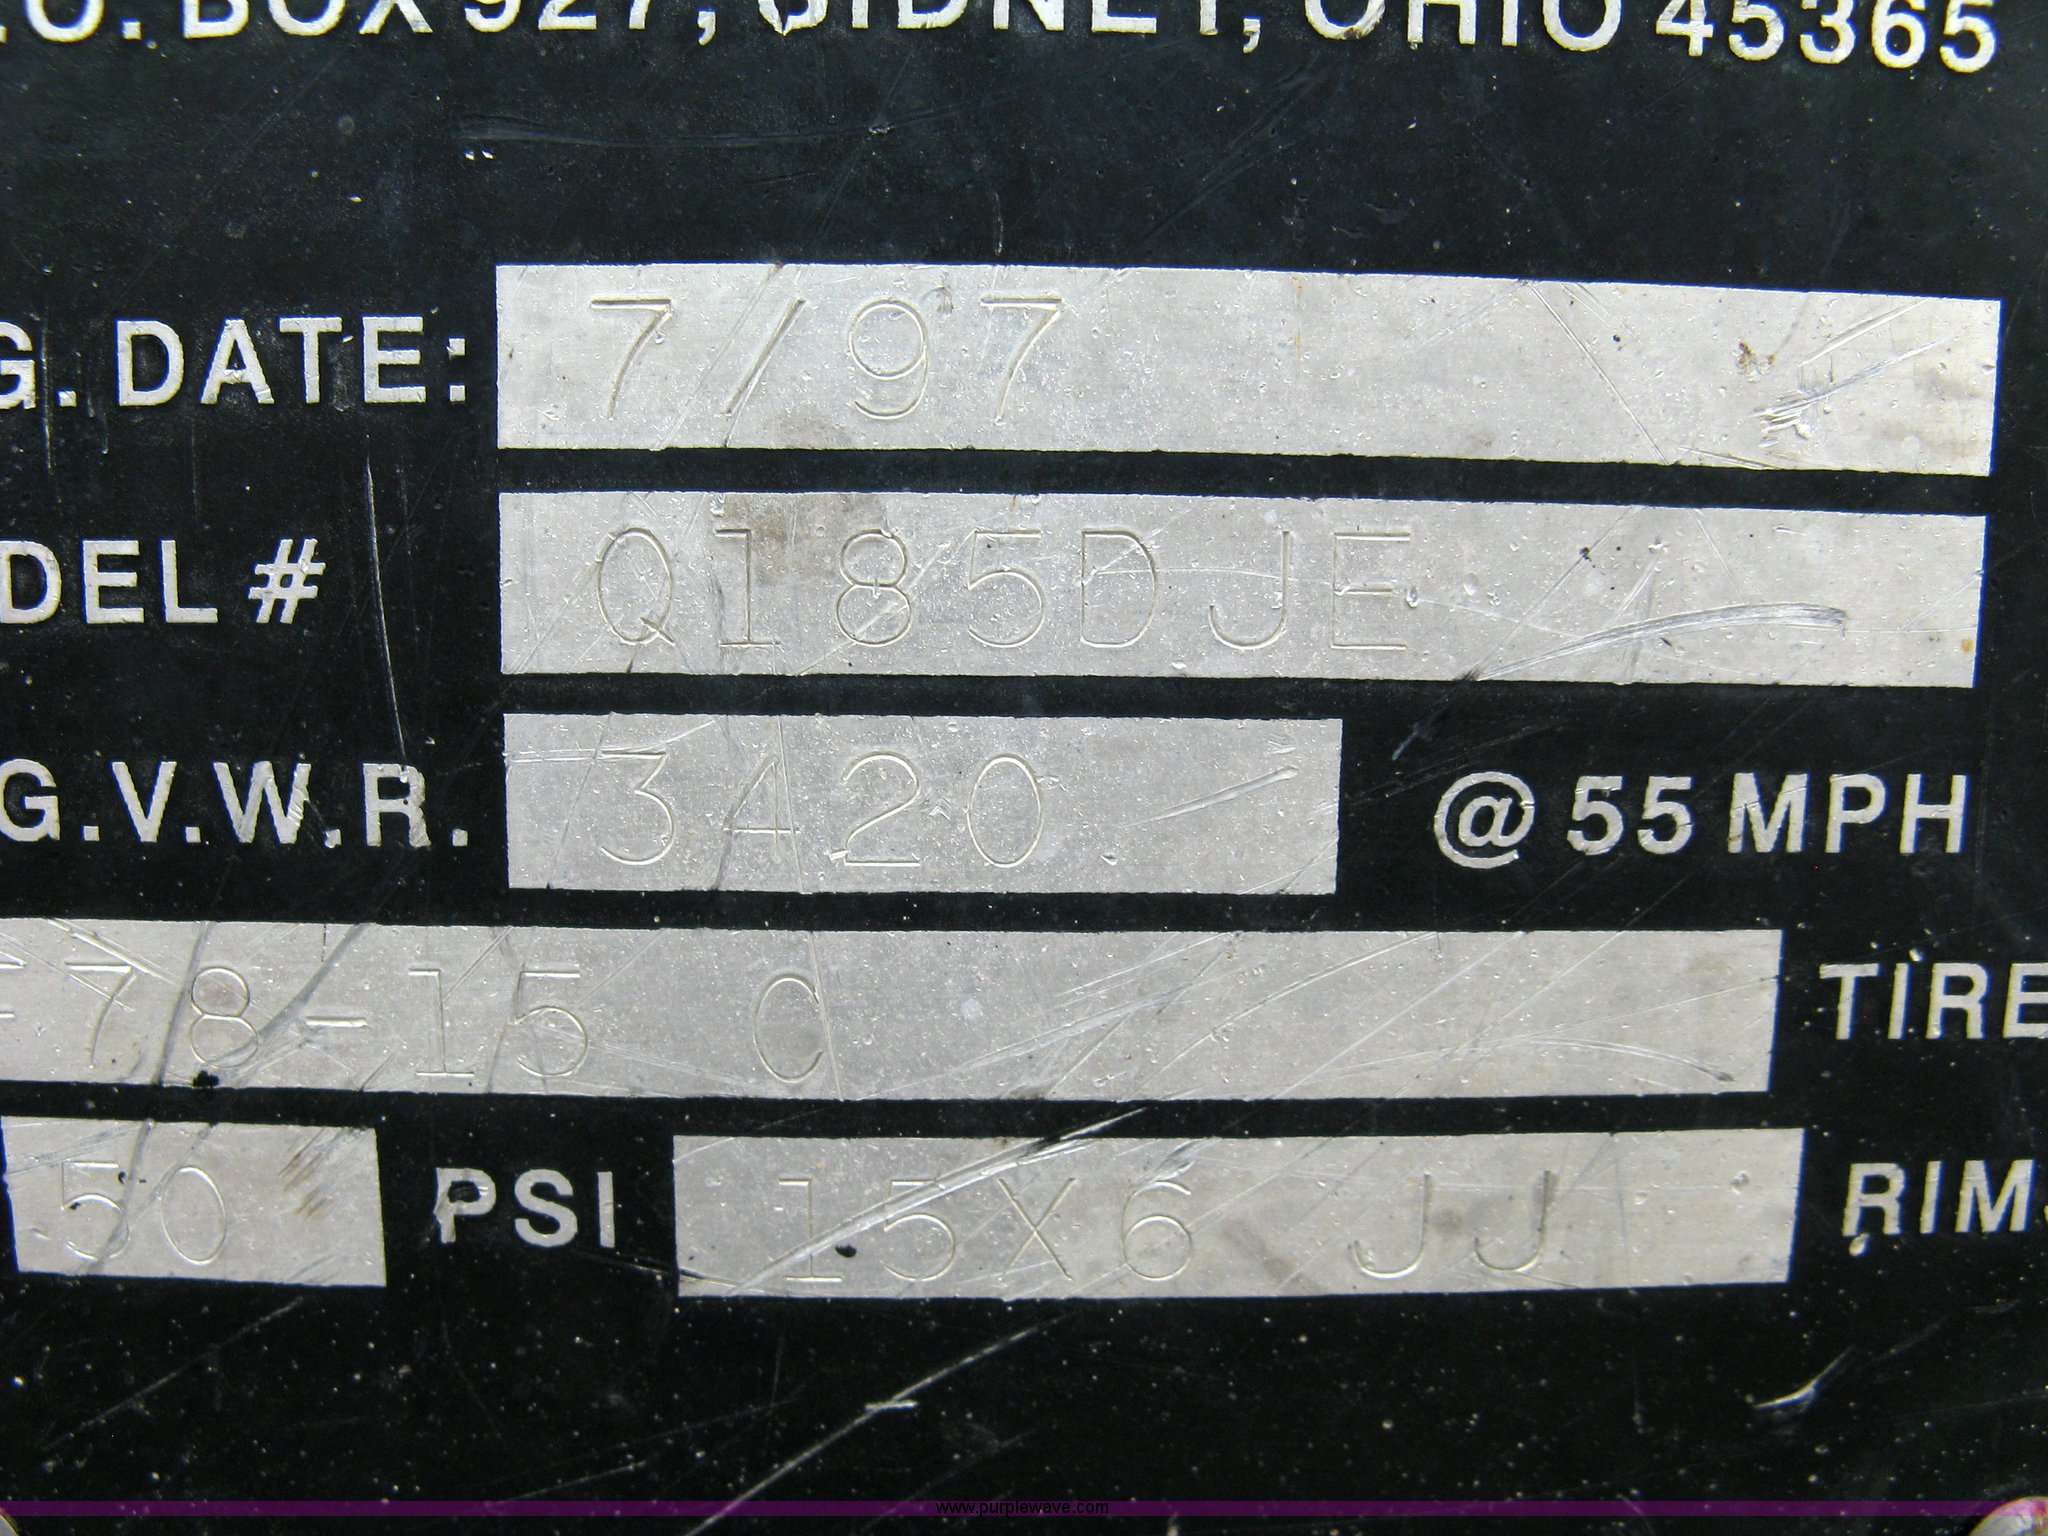 .O. BOX 927, SIDNEY, OHIO 45365
G. DATE: 7/97
DEL # Q185DJE
G.V.W.R. 3420 @ 55 MPH
78-15 C TIRE
50 PSI 15X6 JJ RIMS
www.purplewave.com